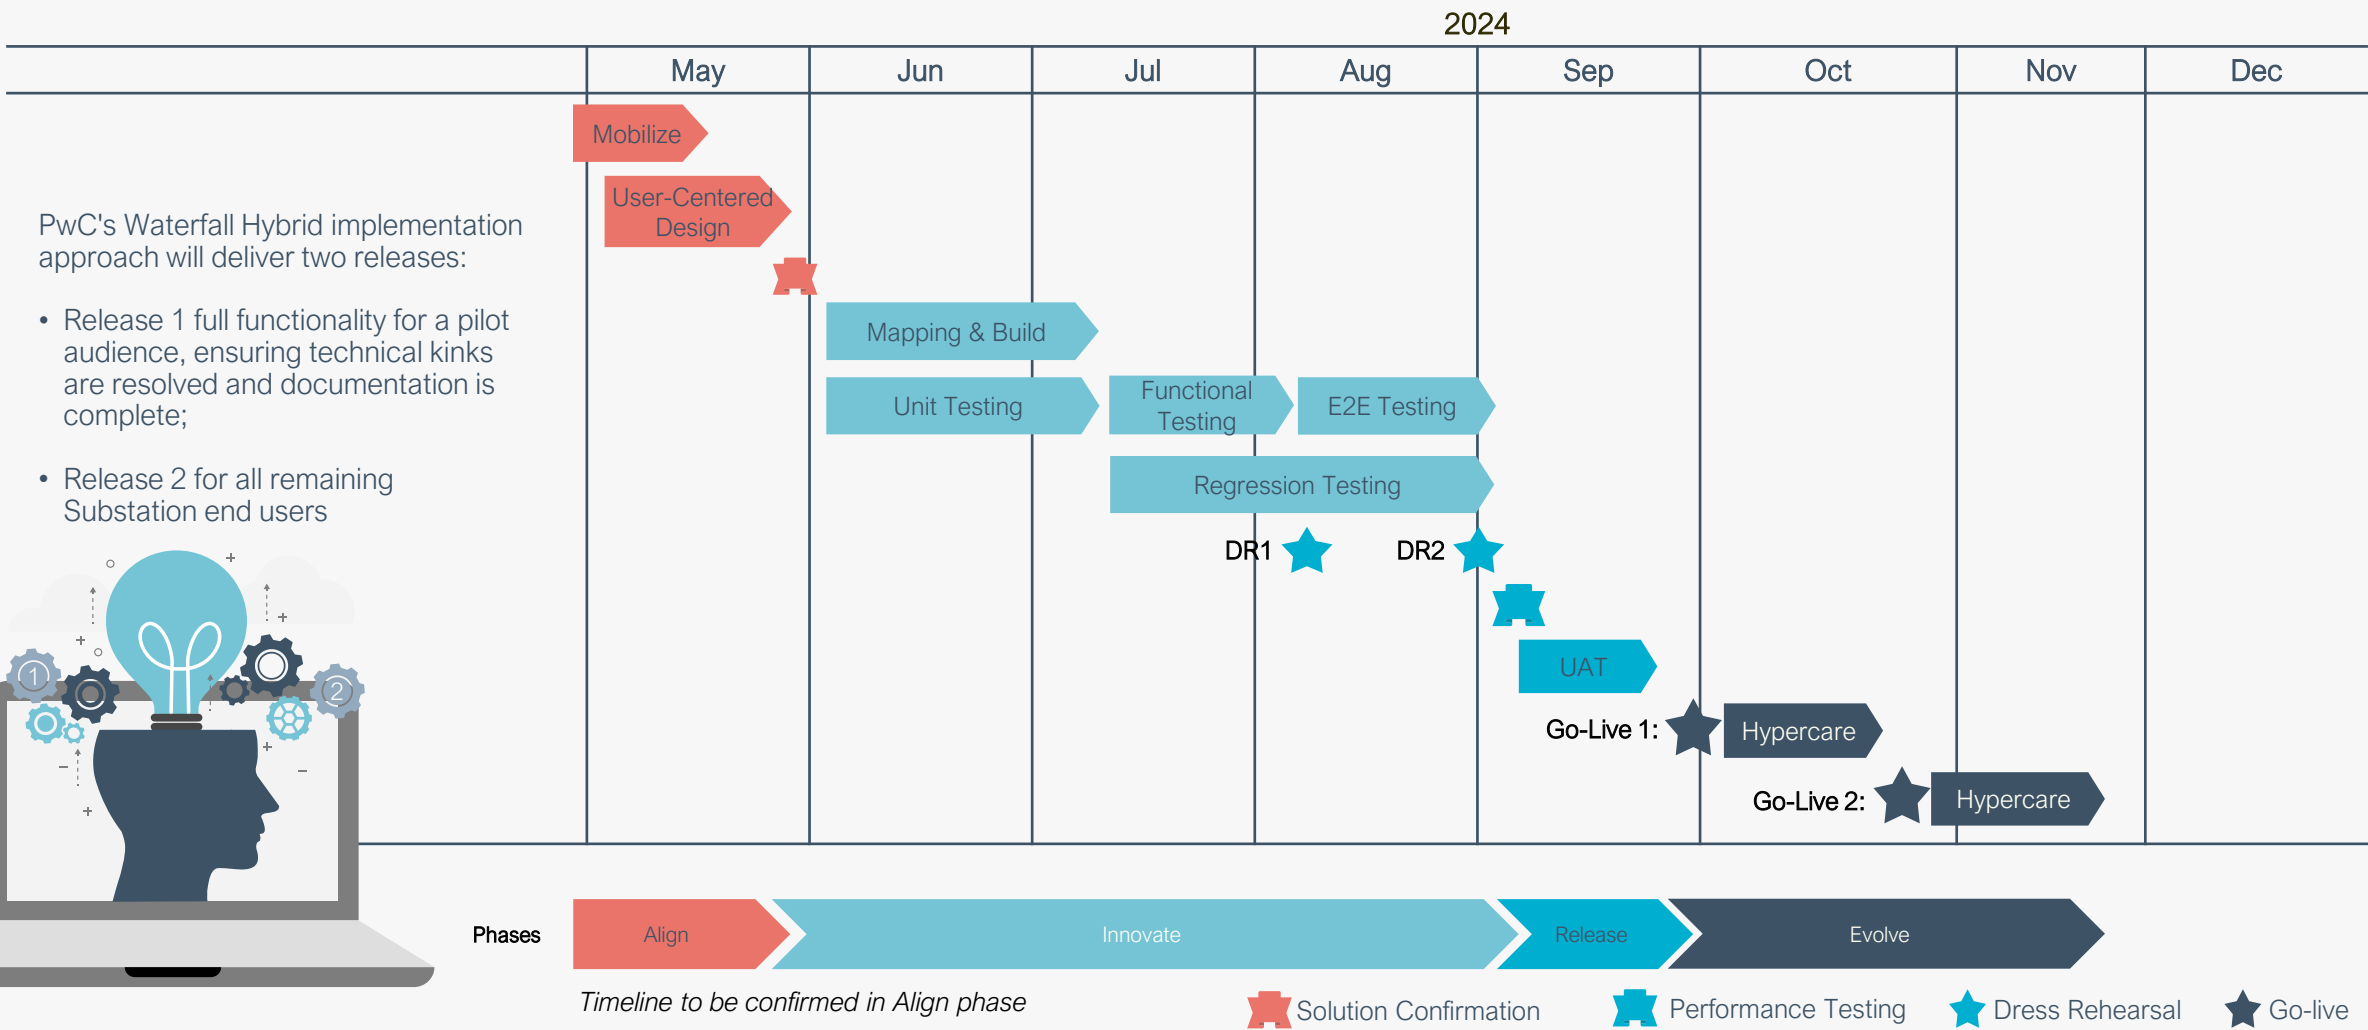 2024
May Jun Jul Aug Sep Oct Nov Dec
Mobilize
User-Centered
Design
PwC's Waterfall Hybrid implementation
approach will deliver two releases:
• Release 1 full functionality for a pilot
audience, ensuring technical kinks
are resolved and documentation is
complete;
• Release 2 for all remaining
Substation end users
Mapping & Build
Unit Testing
Functional
Testing
E2E Testing
Regression Testing
DR1
DR2
UAT
Go-Live 1:
Hypercare
Go-Live 2:
Hypercare
1
2
Phases
Align
Innovate
Release
Evolve
Timeline to be confirmed in Align phase
Solution Confirmation
Performance Testing
Dress Rehearsal
Go-live